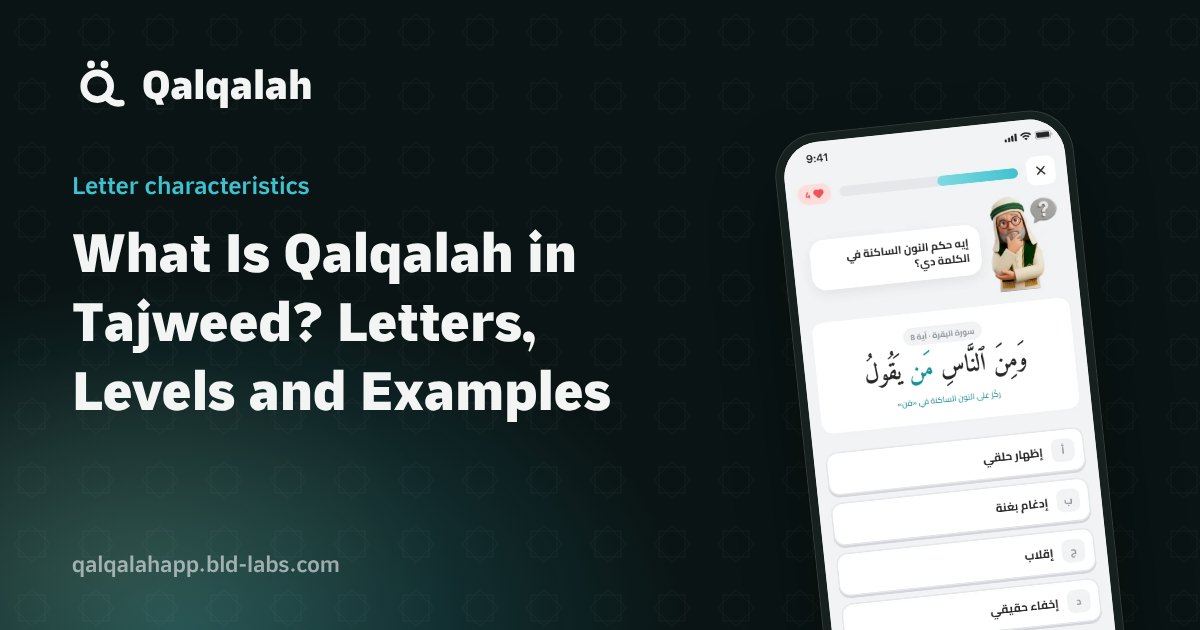 Qalqalah
Letter characteristics
What Is Qalqalah in
Tajweed? Letters,
Levels and Examples
qalqalahapp.bld-labs.com
9:41
4
?
إيه حكم النون الساكنة في
الكلمة دي؟
سورة البقرة · آية 8
وَمِنَ ٱلنَّاسِ مَن يَقُولُ
ركّز على النون الساكنة في «مَن»
أ إظهار حلقي
ب إدغام بغنة
ج إقلاب
د إخفاء حقيقي